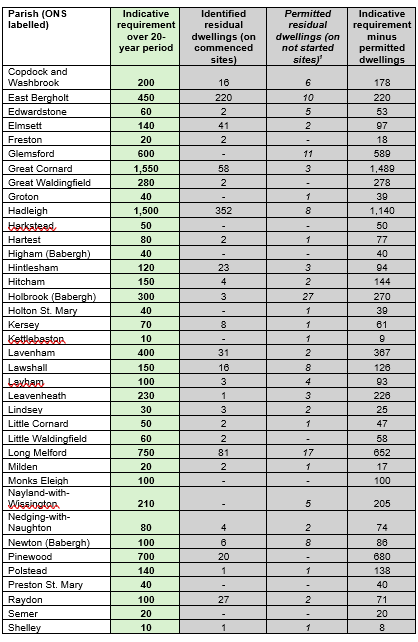 Parish (ONS labelled) | Indicative requirement over 20-year period | Identified residual dwellings (on commenced sites) | Permitted residual dwellings (on not started sites)¹ | Indicative requirement minus permitted dwellings
Copdock and Washbrook | 200 | 16 | 6 | 178
East Bergholt | 450 | 220 | 10 | 220
Edwardstone | 60 | 2 | 5 | 53
Elmsett | 140 | 41 | 2 | 97
Freston | 20 | 2 | - | 18
Glemsford | 600 | - | 11 | 589
Great Cornard | 1,550 | 58 | 3 | 1,489
Great Waldingfield | 280 | 2 | - | 278
Groton | 40 | - | 1 | 39
Hadleigh | 1,500 | 352 | 8 | 1,140
Harkstead | 50 | - | - | 50
Hartest | 80 | 2 | 1 | 77
Higham (Babergh) | 40 | - | - | 40
Hintlesham | 120 | 23 | 3 | 94
Hitcham | 150 | 4 | 2 | 144
Holbrook (Babergh) | 300 | 3 | 27 | 270
Holton St. Mary | 40 | - | 1 | 39
Kersey | 70 | 8 | 1 | 61
Kettlebaston | 10 | - | 1 | 9
Lavenham | 400 | 31 | 2 | 367
Lawshall | 150 | 16 | 8 | 126
Layham | 100 | 3 | 4 | 93
Leavenheath | 230 | 1 | 3 | 226
Lindsey | 30 | 3 | 2 | 25
Little Cornard | 50 | 2 | 1 | 47
Little Waldingfield | 60 | 2 | - | 58
Long Melford | 750 | 81 | 17 | 652
Milden | 20 | 2 | 1 | 17
Monks Eleigh | 100 | - | - | 100
Nayland-with-Wissington | 210 | - | 5 | 205
Nedging-with-Naughton | 80 | 4 | 2 | 74
Newton (Babergh) | 100 | 6 | 8 | 86
Pinewood | 700 | 20 | - | 680
Polstead | 140 | 1 | 1 | 138
Preston St. Mary | 40 | - | - | 40
Raydon | 100 | 27 | 2 | 71
Semer | 20 | - | - | 20
Shelley | 10 | 1 | 1 | 8